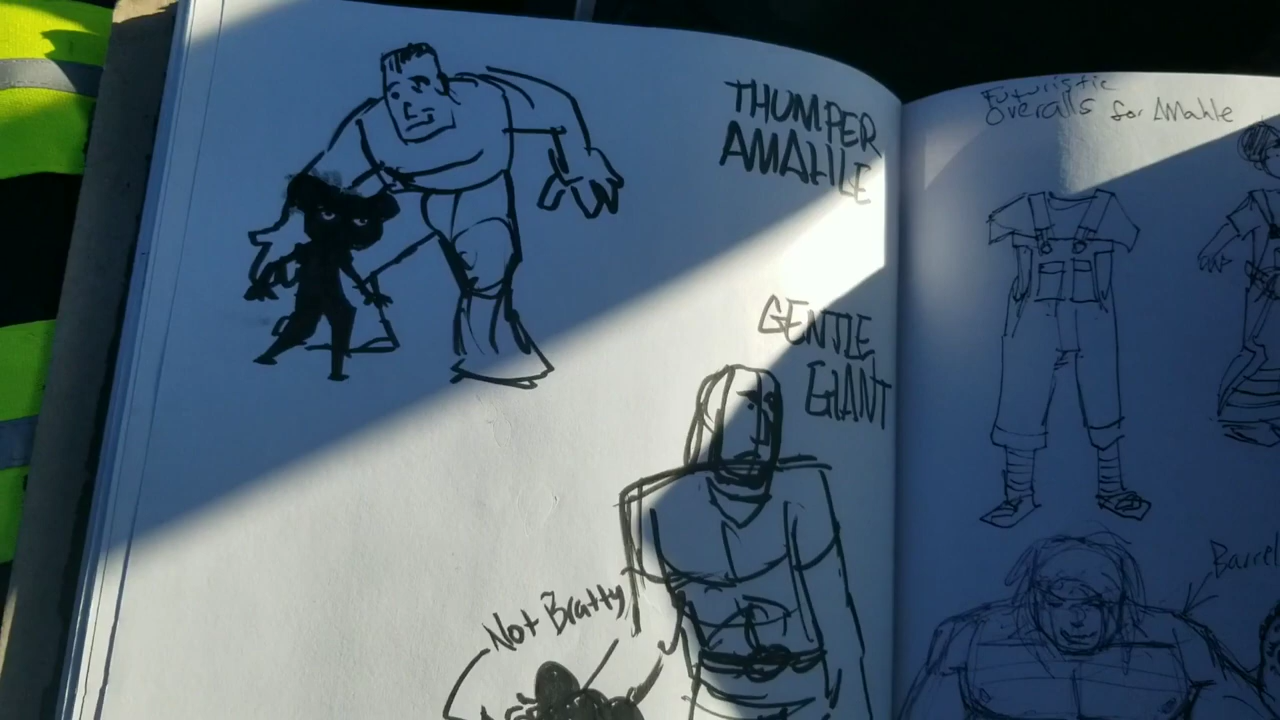 THUMPER
AMAHLE
GENTLE
GIANT
Not Bratty
Futuristic
Overalls for AMahle
Barrel